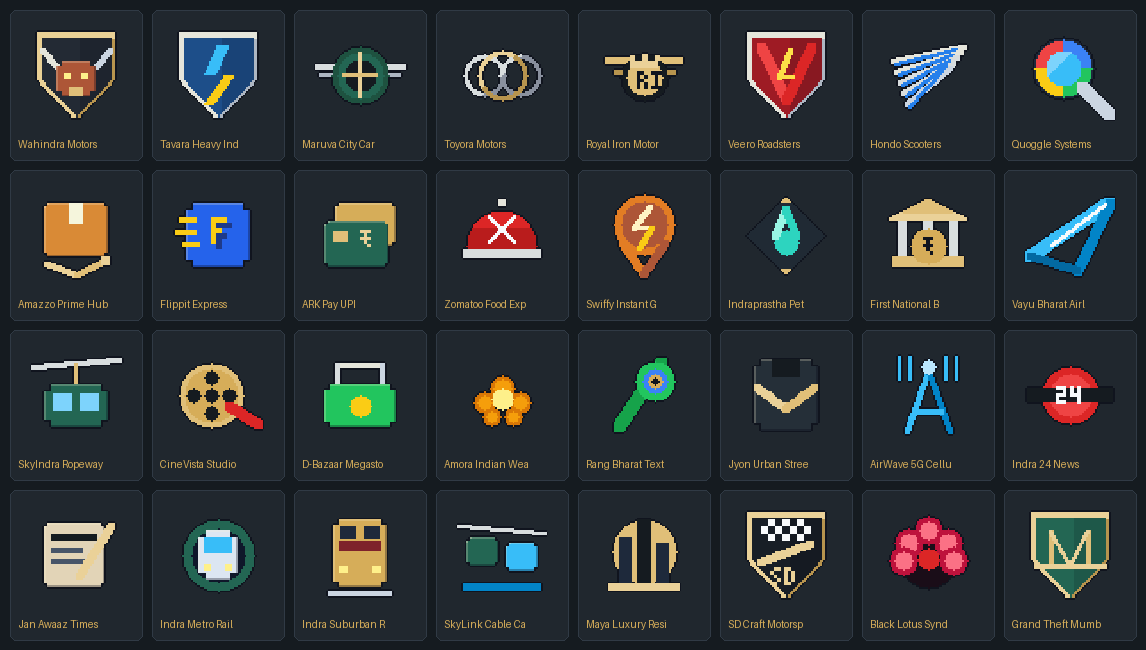 Wahindra Motors
Tavara Heavy Ind
Maruva City Car
Toyora Motors
Royal Iron Motor
Veero Roadsters
Hondo Scooters
Quoggle Systems
F
₹
₹
Amazzo Prime Hub
Flippit Express
ARK Pay UPI
Zomatoo Food Exp
Swiffy Instant G
Indraprastha Pet
First National B
Vayu Bharat Airl
24
SkyIndra Ropeway
CineVista Studio
D-Bazaar Megasto
Amora Indian Wea
Rang Bharat Text
Jyon Urban Stree
AirWave 5G Cellu
Indra 24 News
SD
M
Jan Awaaz Times
Indra Metro Rail
Indra Suburban R
SkyLink Cable Ca
Maya Luxury Resi
SD Craft Motorsp
Black Lotus Synd
Grand Theft Mumb